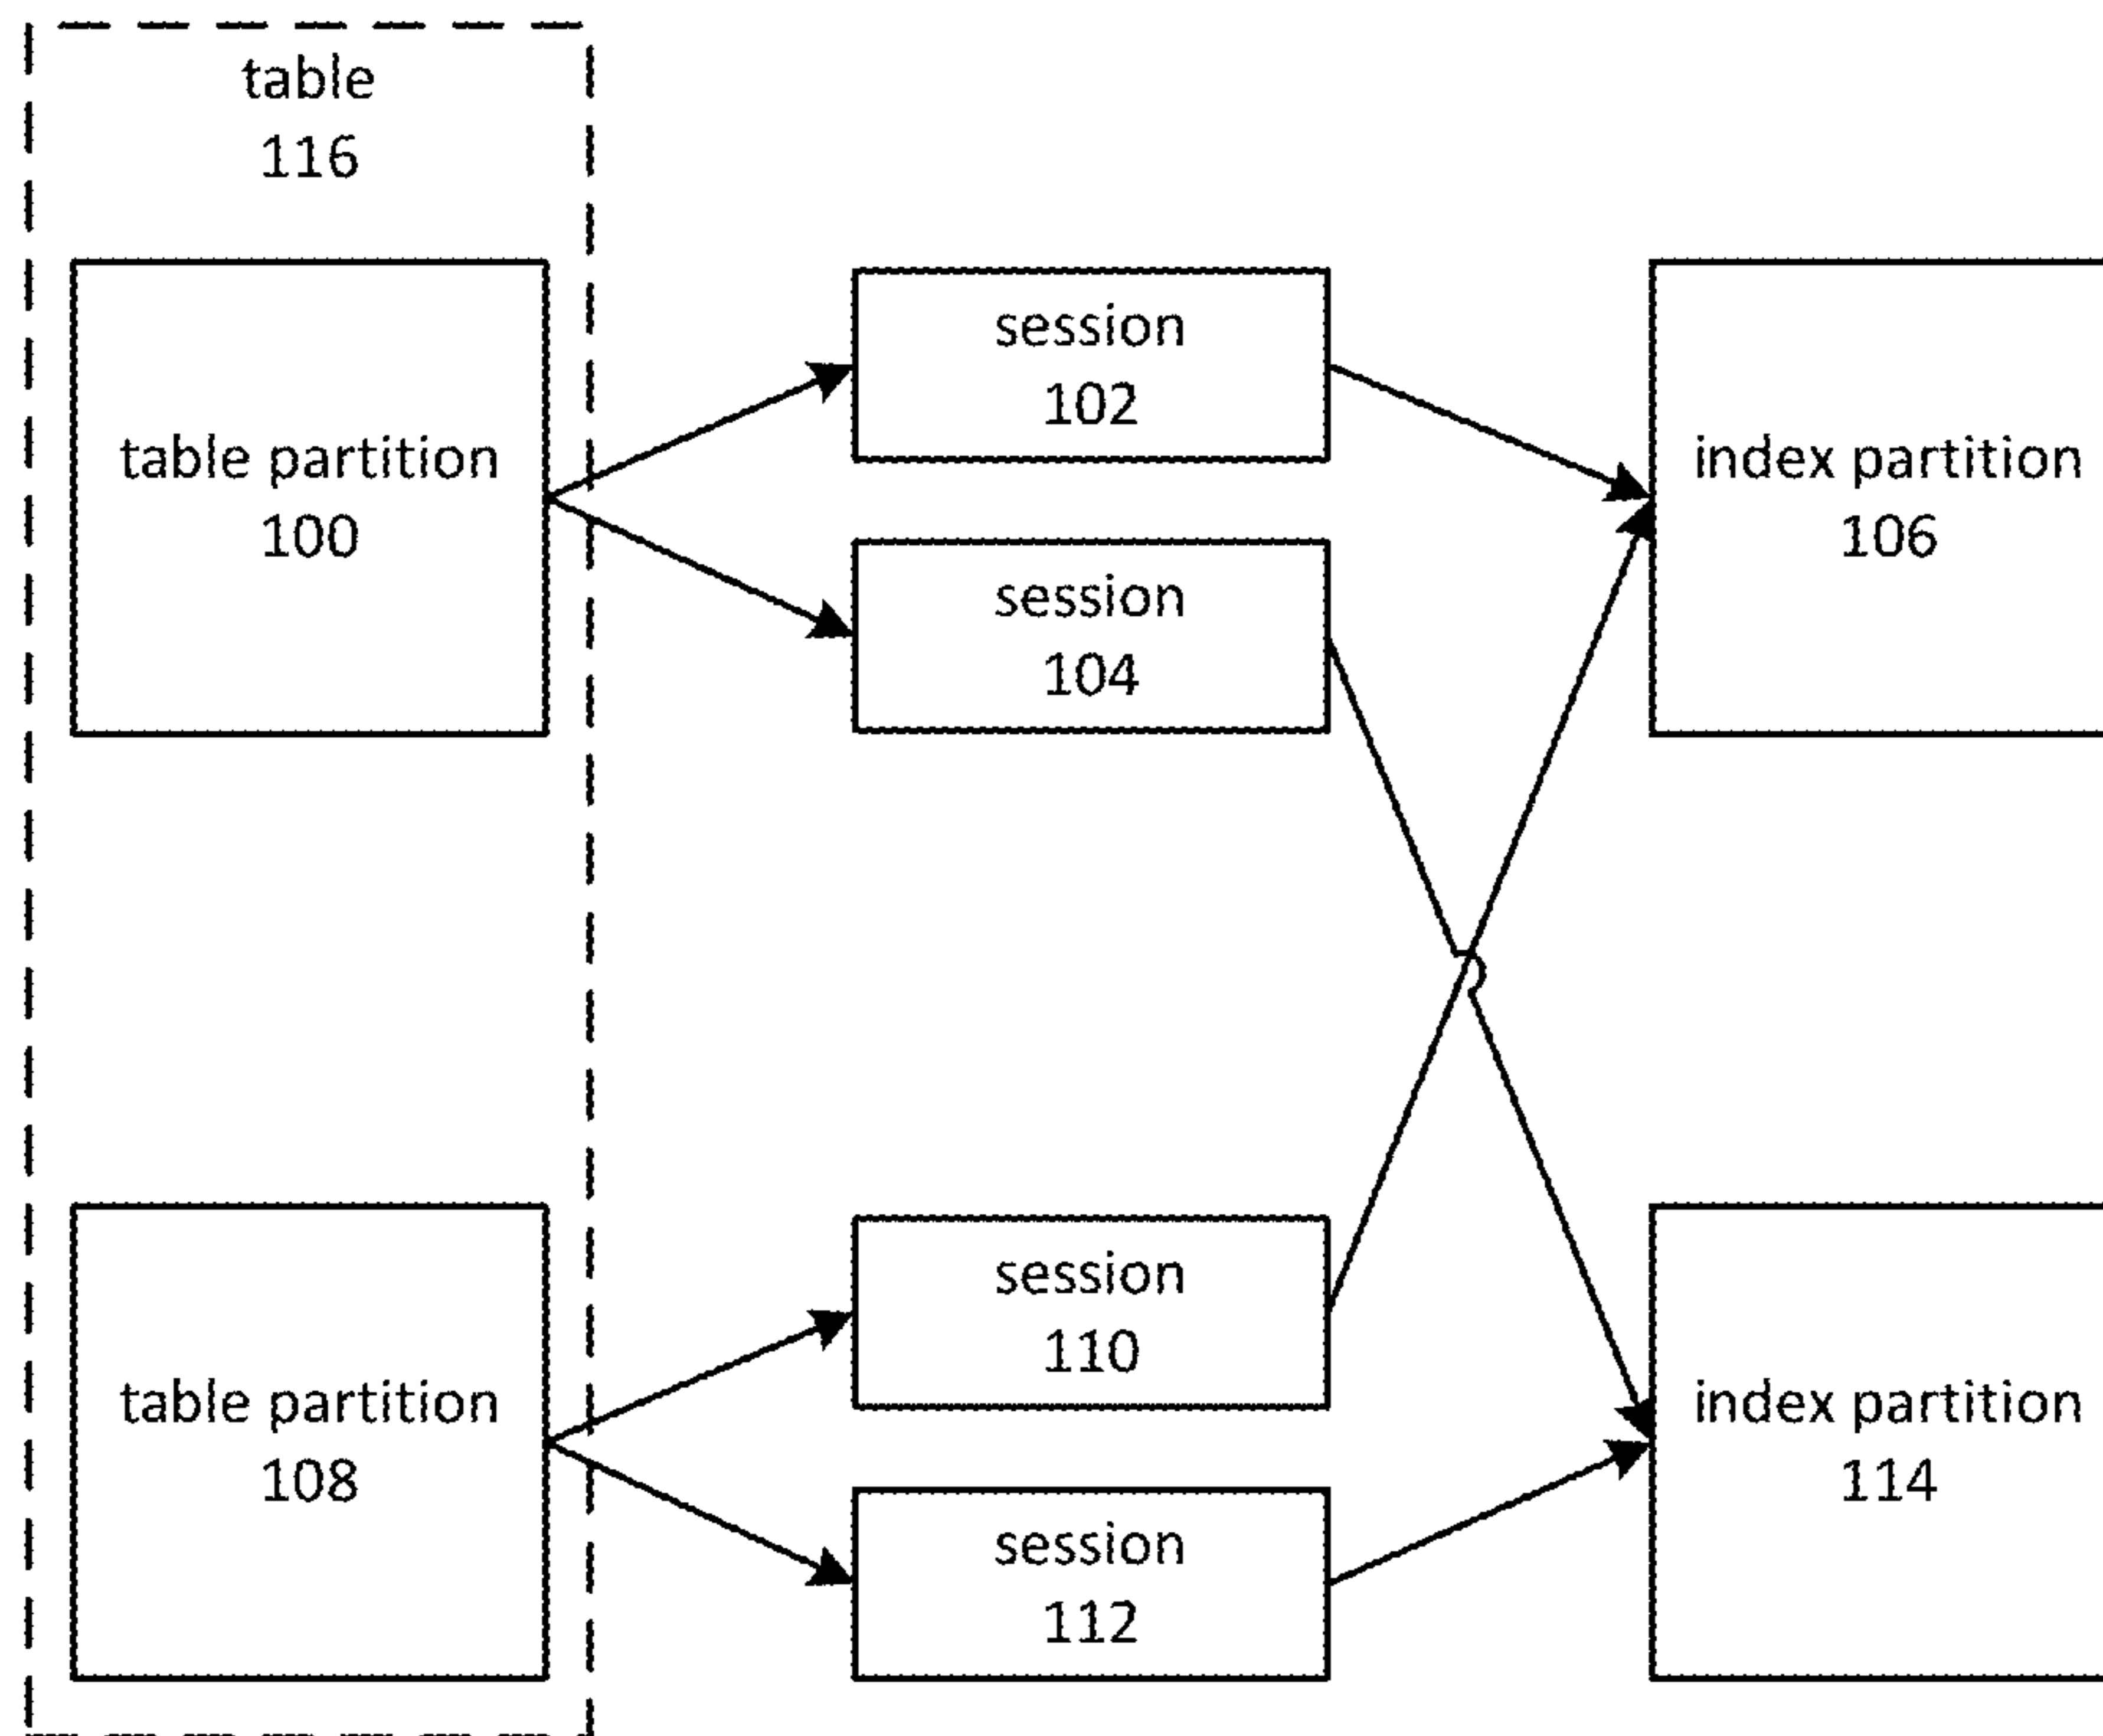 table
116
table partition
100
session
102
session
104
index partition
106
table partition
108
session
110
session
112
index partition
114